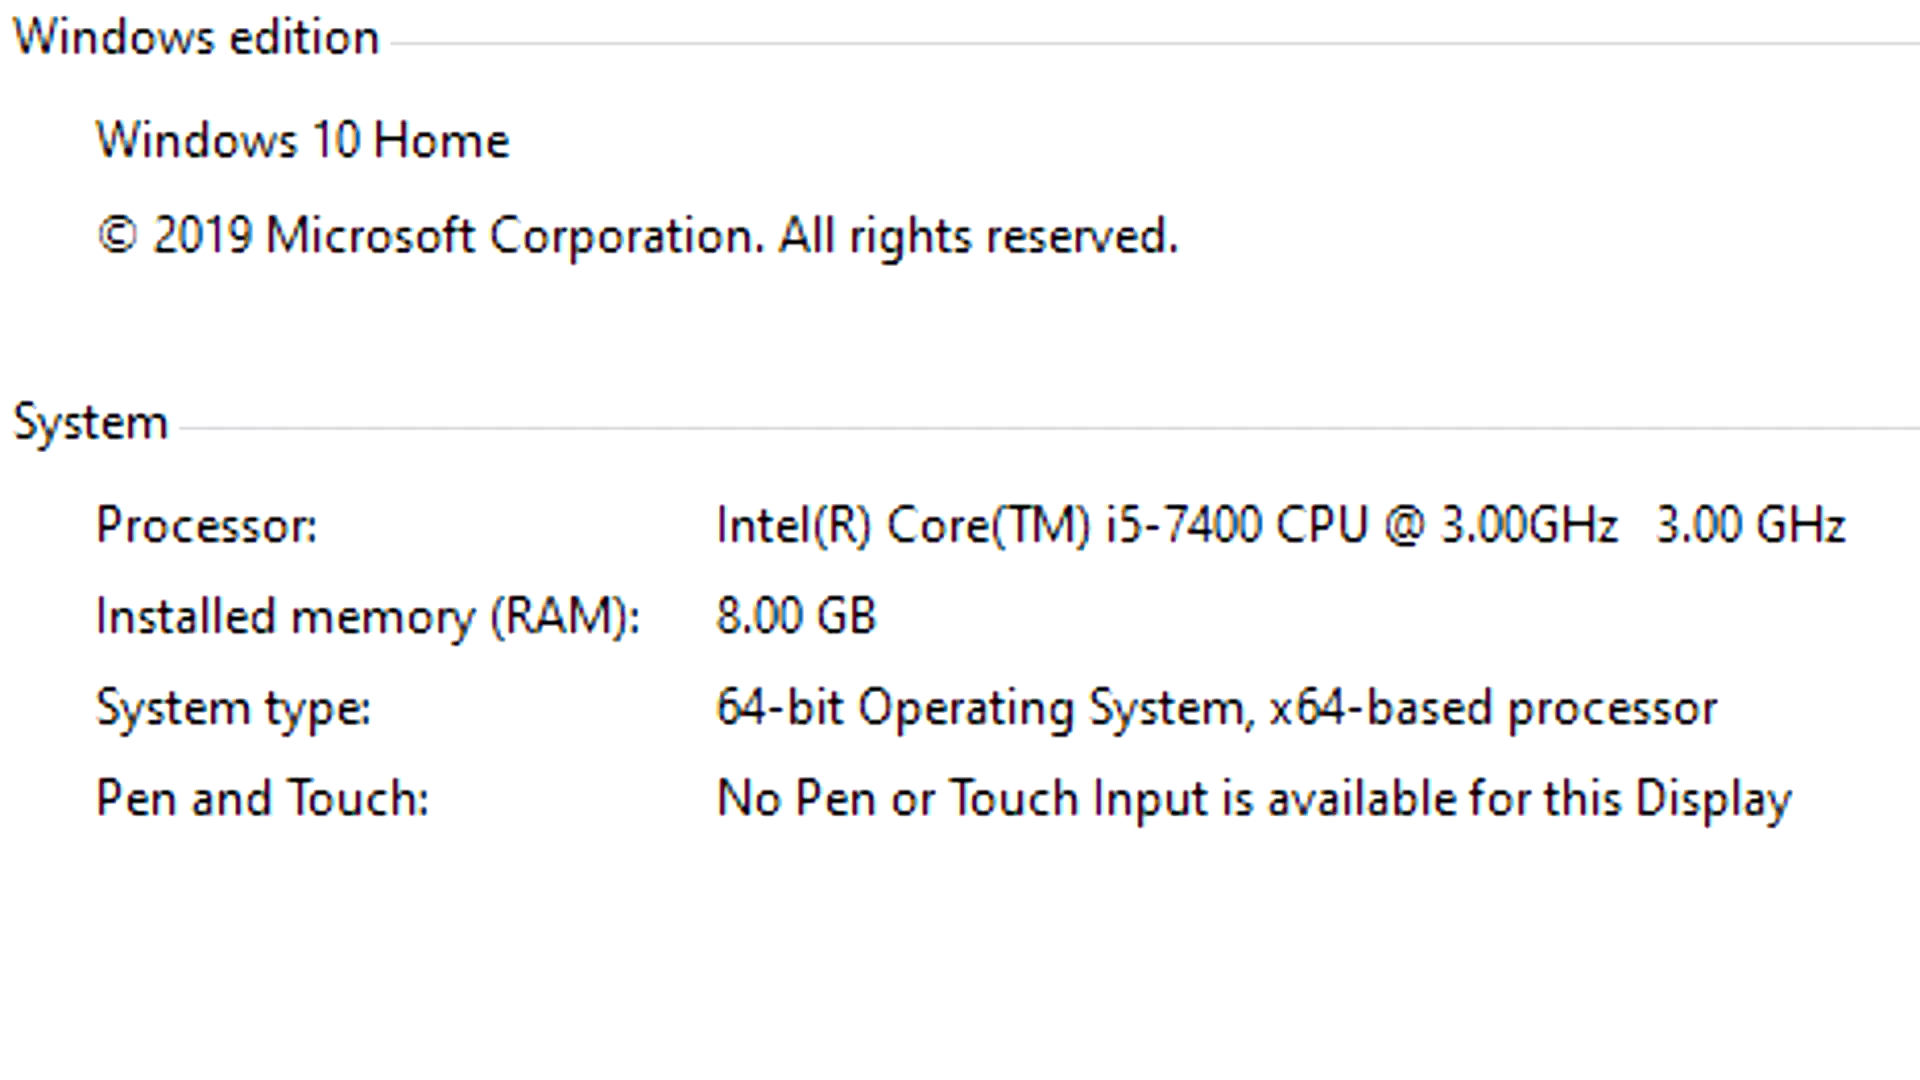 Windows edition
Windows 10 Home
© 2019 Microsoft Corporation. All rights reserved.
System
Processor: Intel(R) Core(TM) i5-7400 CPU @ 3.00GHz 3.00 GHz
Installed memory (RAM): 8.00 GB
System type: 64-bit Operating System, x64-based processor
Pen and Touch: No Pen or Touch Input is available for this Display